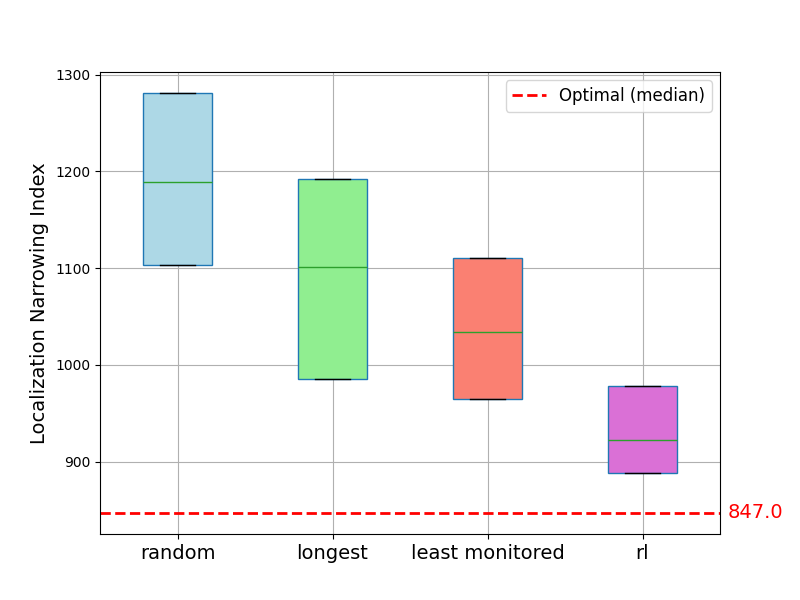 Optimal (median)
Localization Narrowing Index
1300
1200
1100
1000
900
847.0
random
longest
least monitored
rl